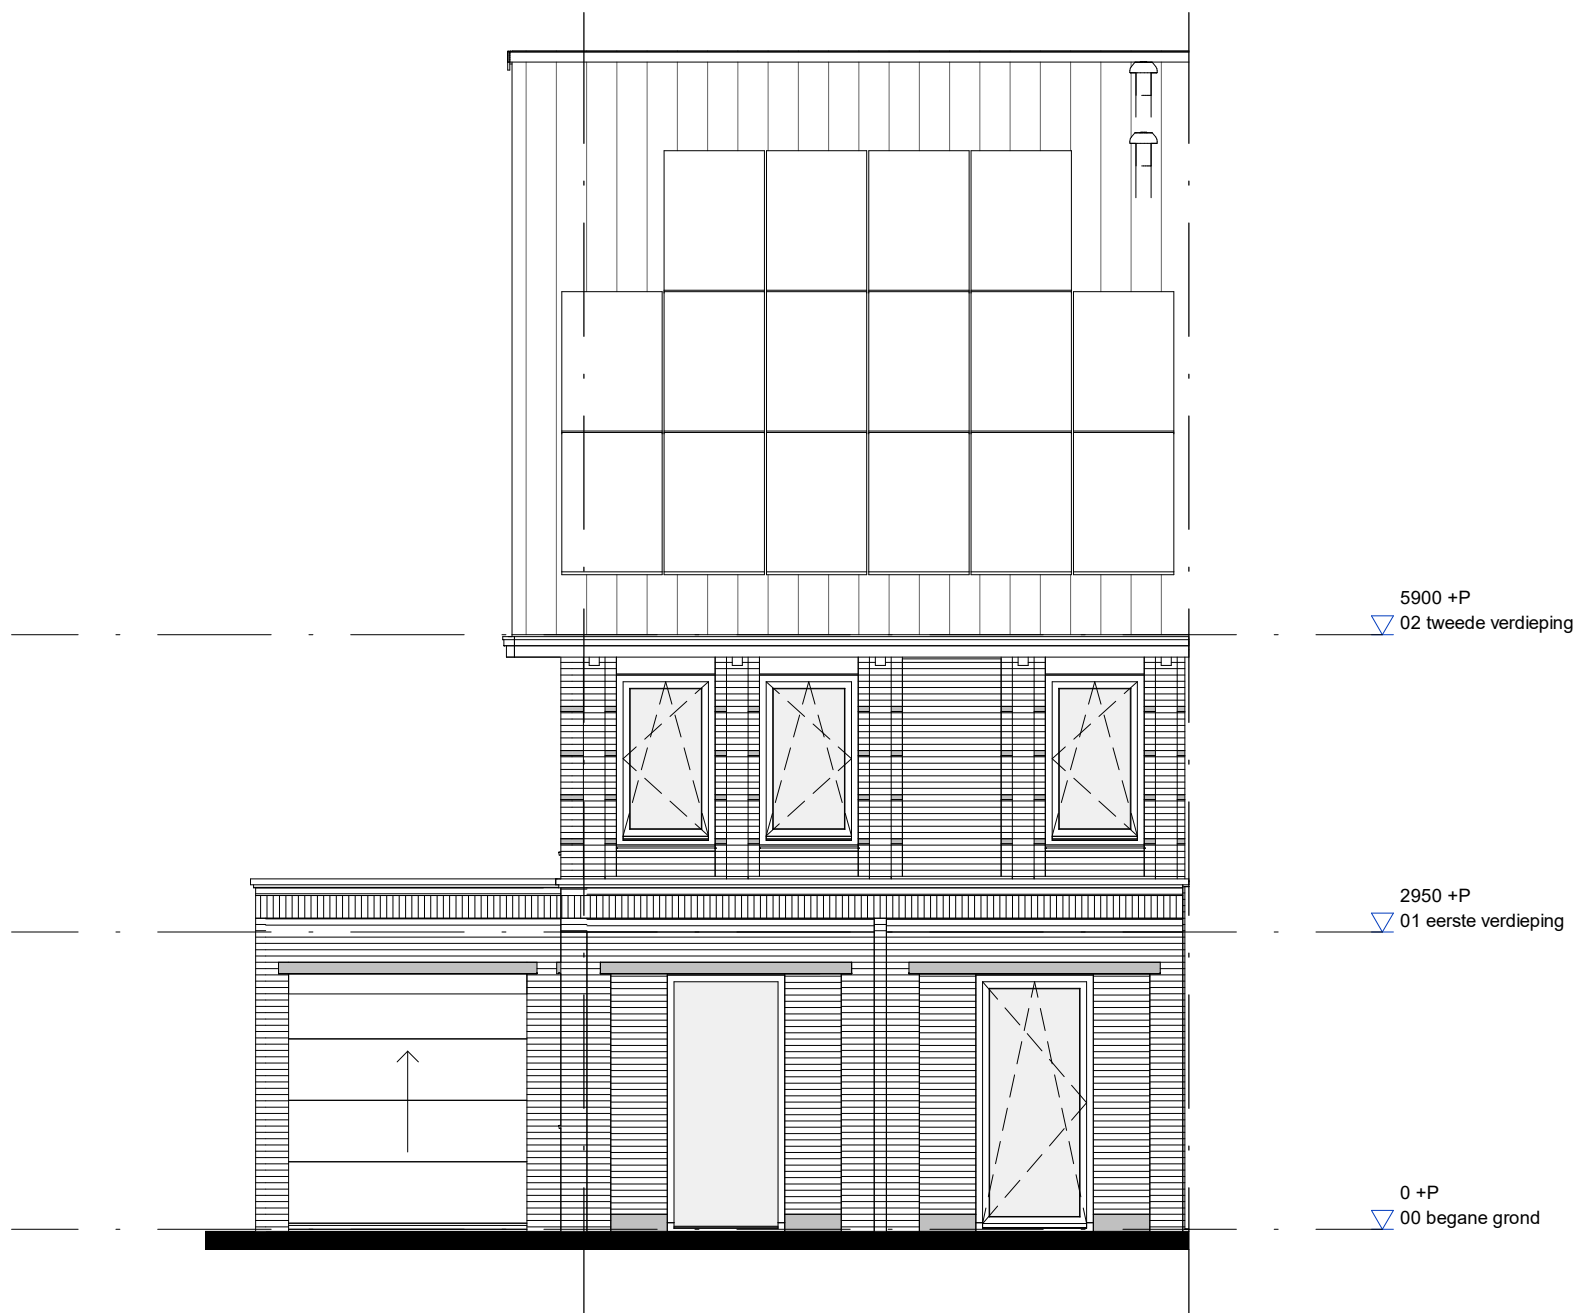 5900 +P
02 tweede verdieping
2950 +P
01 eerste verdieping
0 +P
00 begane grond